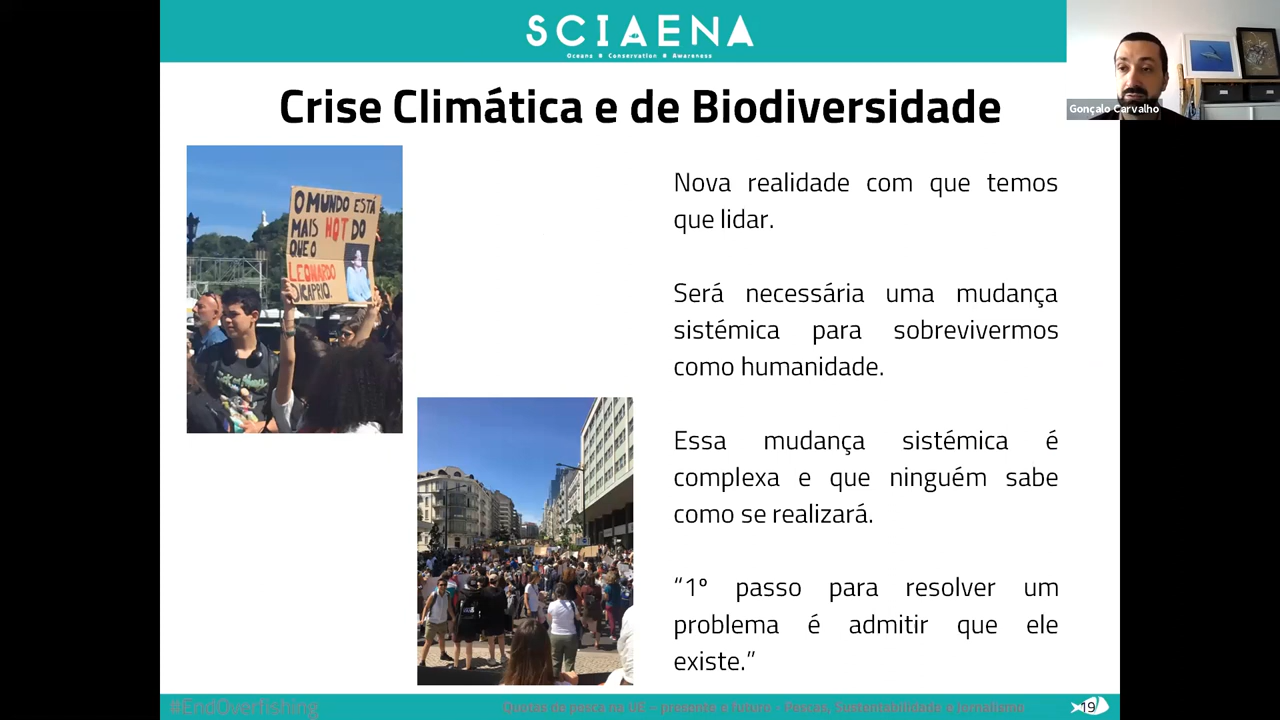 SCIAENA
Oceans # Conservation # Awareness
Gonçalo Carvalho
Crise Climática e de Biodiversidade
O MUNDO ESTÁ
MAIS HOT DO
QUE O
LEONARDO
DICAPRIO.
Nova realidade com que temos
que lidar.
Será necessária uma mudança
sistémica para sobrevivermos
como humanidade.
Essa mudança sistémica é
complexa e que ninguém sabe
como se realizará.
“1º passo para resolver um
problema é admitir que ele
existe.”
#EndOverfishing
Quotas de pesca na UE – presente e futuro - Pescas, Sustentabilidade e Jornalismo
19